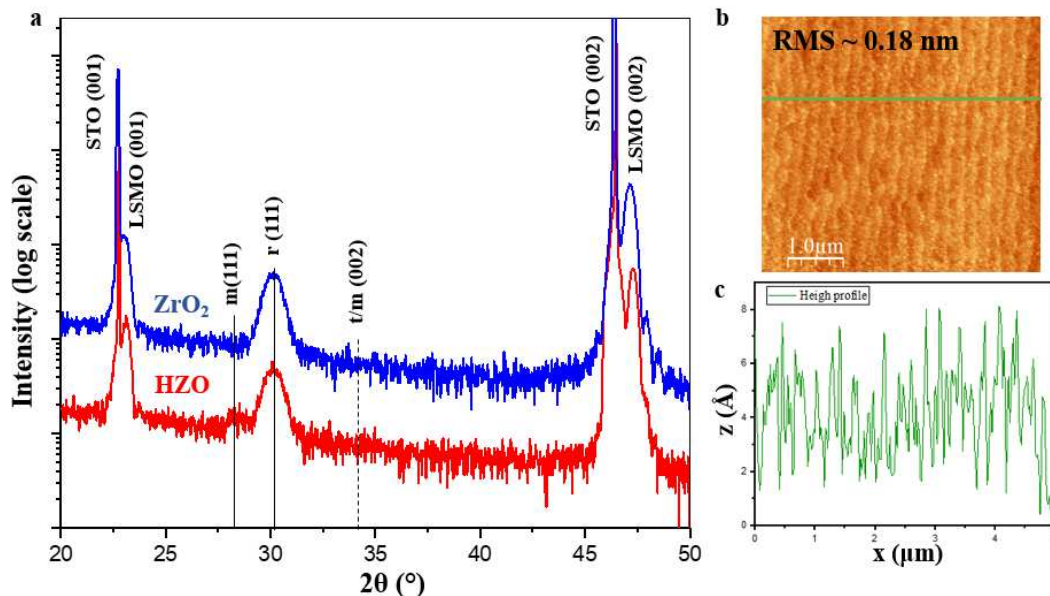 a
Intensity (log scale)
STO (001)
LSMO (001)
m(111)
r (111)
t/m (002)
STO (002)
LSMO (002)
ZrO₂
HZO
20 25 30 35 40 45 50
2θ (°)
b
RMS ~ 0.18 nm
1.0μm
c
Heigh profile
z (Å)
8
6
4
2
0
0 1 2 3 4
x (μm)